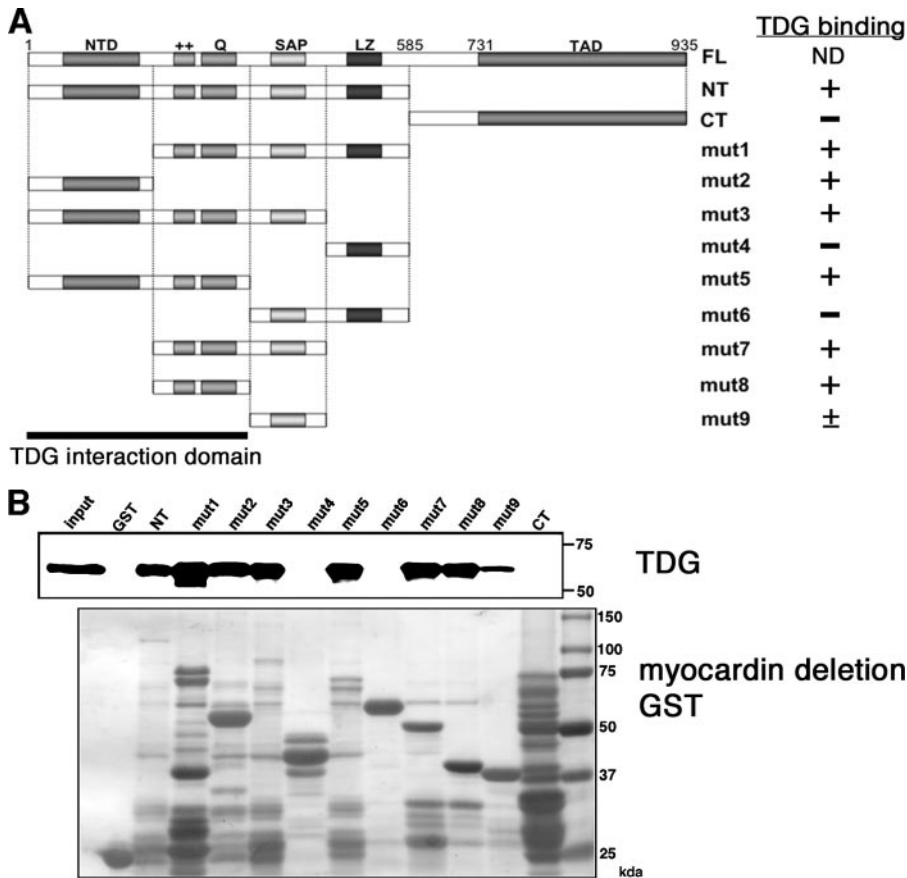 A
TDG binding
1 NTD ++ Q SAP LZ 585 731 TAD 935
FL ND
NT +
CT −
mut1 +
mut2 +
mut3 +
mut4 −
mut5 +
mut6 −
mut7 +
mut8 +
mut9 ±
TDG interaction domain
B
input GST NT mut1 mut2 mut3 mut4 mut5 mut6 mut7 mut8 mut9 CT
75
TDG
50
150
100
75
myocardin deletion
GST
50
37
25
kda